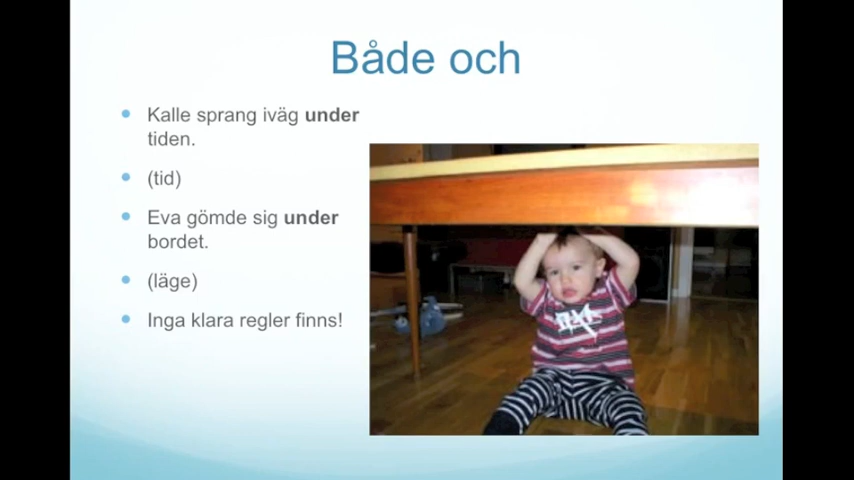 Både och
Kalle sprang iväg under
tiden.
(tid)
Eva gömde sig under
bordet.
(läge)
Inga klara regler finns!